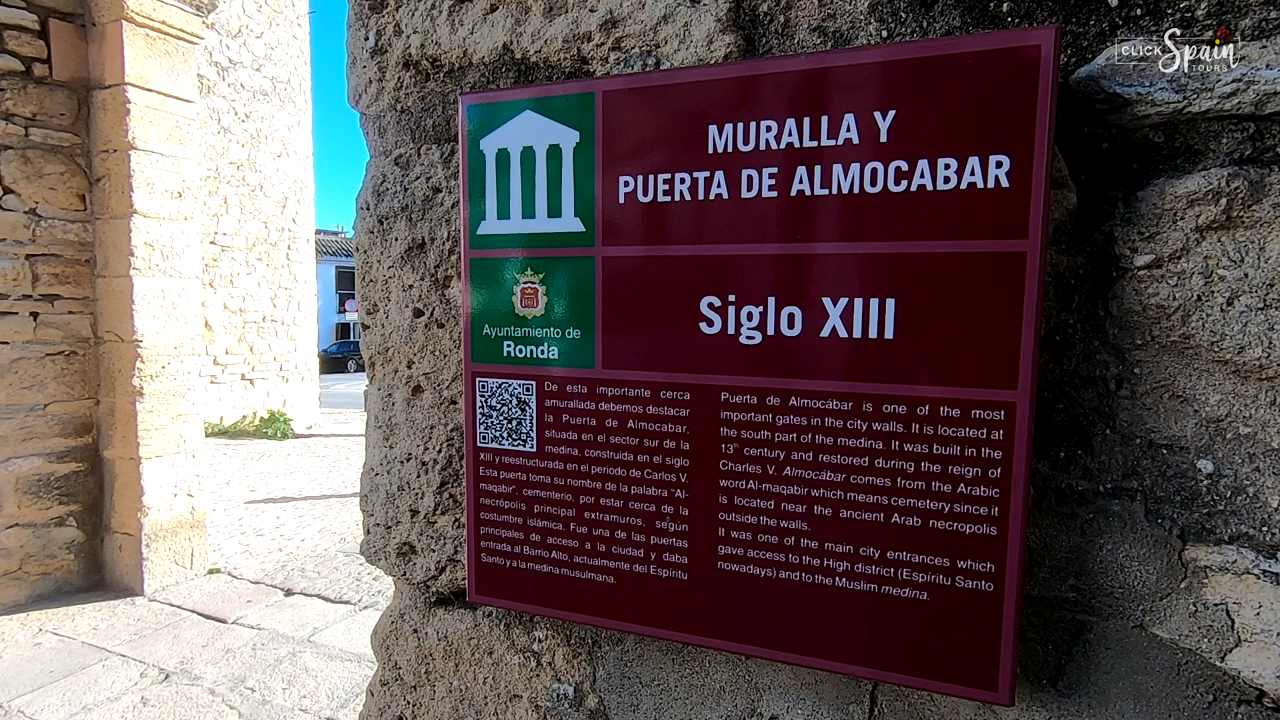 CLICK Spain TOURS
MURALLA Y
PUERTA DE ALMOCABAR
Siglo XIII
Ayuntamiento de
Ronda
De esta importante cerca
amurallada debemos destacar
la Puerta de Almocabar,
situada en el sector sur de la
medina, construida en el siglo
XIII y reestructurada en el periodo de Carlos V.
Esta puerta toma su nombre de la palabra "Al-
maqabir", cementerio, por estar cerca de la
necrópolis principal extramuros, según
costumbre islámica. Fue una de las puertas
principales de acceso a la ciudad y daba
entrada al Barrio Alto, actualmente del Espíritu
Santo y a la medina musulmana.
Puerta de Almocábar is one of the most
important gates in the city walls. It is located at
the south part of the medina. It was built in the
13th century and restored during the reign of
Charles V. Almocábar comes from the Arabic
word Al-maqabir which means cemetery since it
is located near the ancient Arab necropolis
outside the walls.
It was one of the main city entrances which
gave access to the High district (Espíritu Santo
nowadays) and to the Muslim medina.